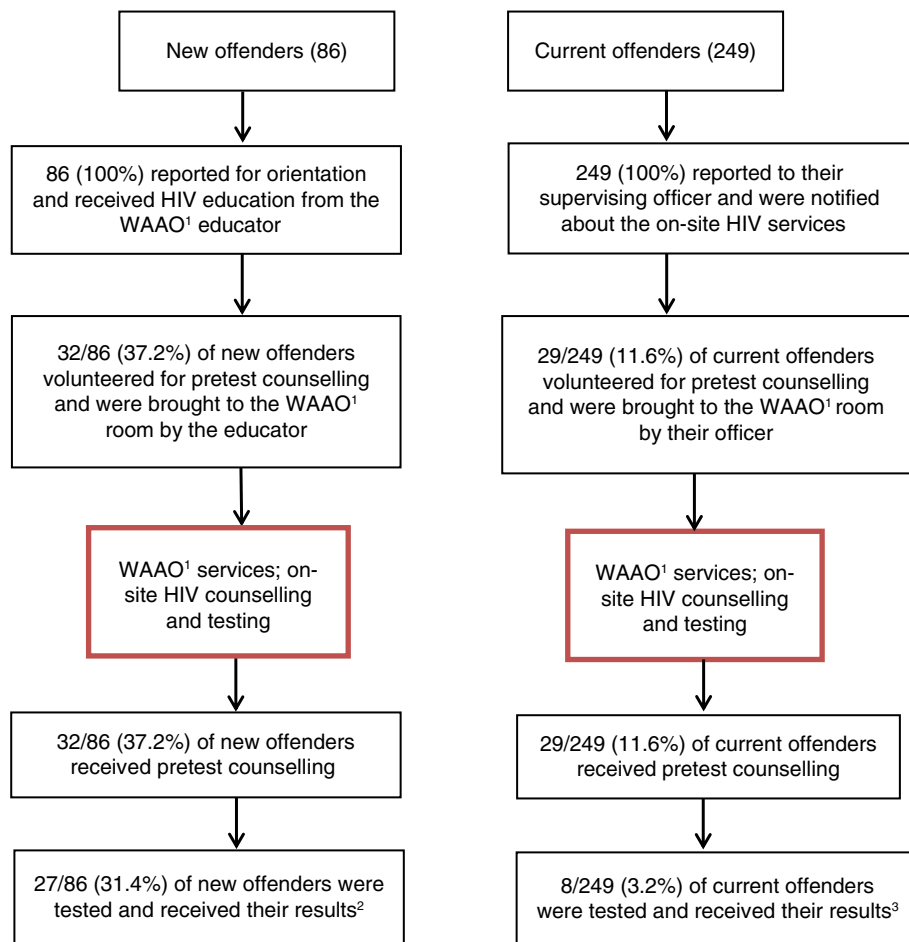 New offenders (86)
86 (100%) reported for orientation
and received HIV education from the
WAAO¹ educator
32/86 (37.2%) of new offenders
volunteered for pretest counselling
and were brought to the WAAO¹
room by the educator
WAAO¹ services; on-
site HIV counselling
and testing
32/86 (37.2%) of new offenders
received pretest counselling
27/86 (31.4%) of new offenders were
tested and received their results²
Current offenders (249)
249 (100%) reported to their
supervising officer and were notified
about the on-site HIV services
29/249 (11.6%) of current offenders
volunteered for pretest counselling
and were brought to the WAAO¹ room
by their officer
WAAO¹ services; on-
site HIV counselling
and testing
29/249 (11.6%) of current offenders
received pretest counselling
8/249 (3.2%) of current offenders
were tested and received their results³